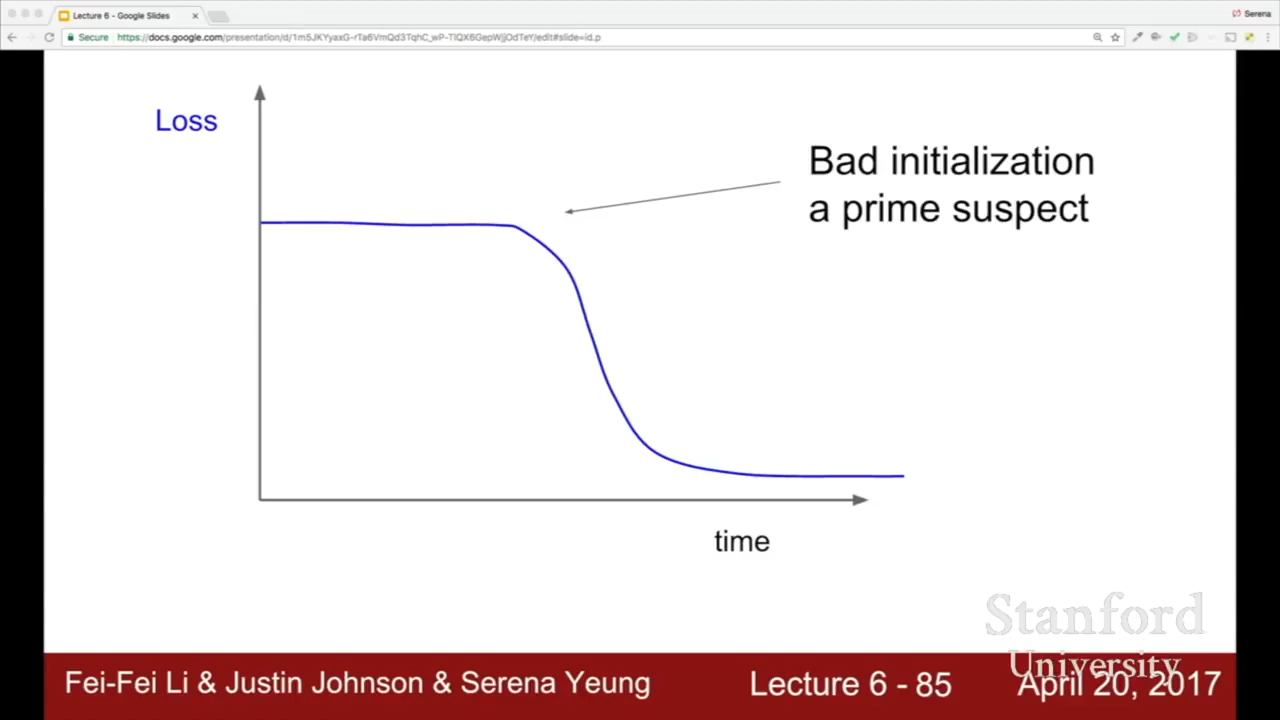 Lecture 6 - Google Slides
Serena
Secure
Loss
Bad initialization
a prime suspect
time
Stanford
University
Fei-Fei Li & Justin Johnson & Serena Yeung
Lecture 6 - 85
April 20, 2017